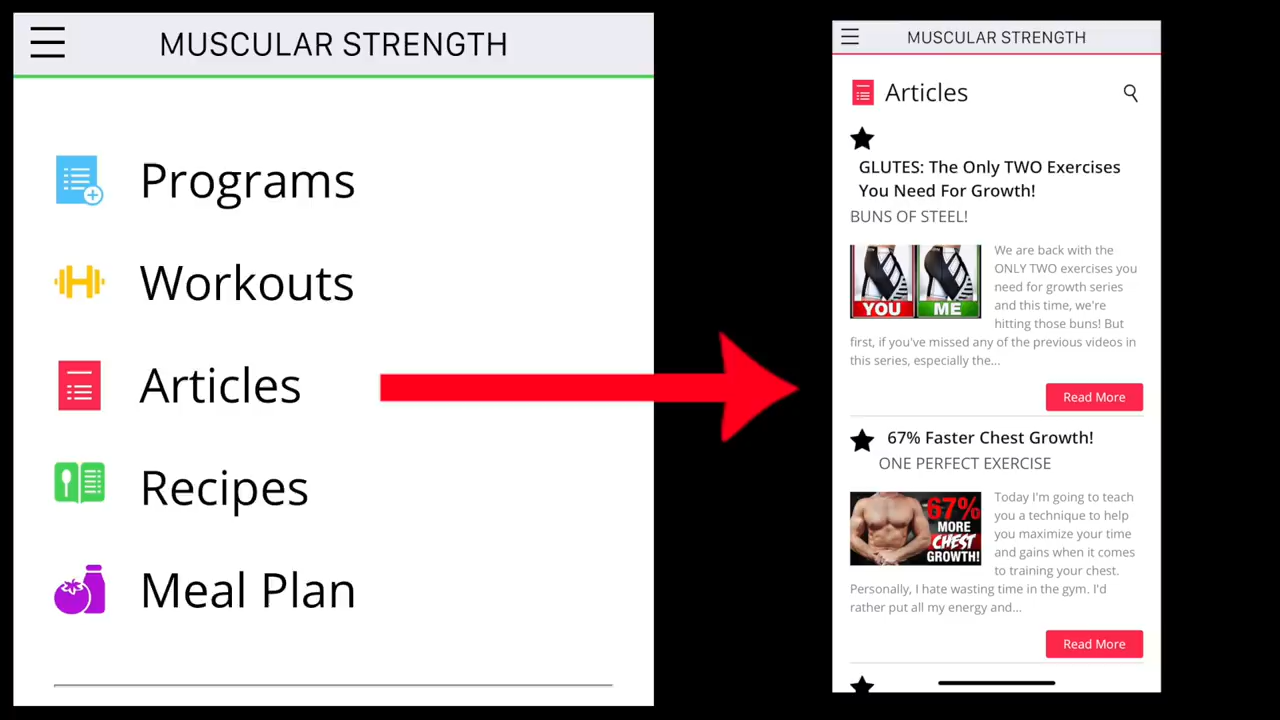 MUSCULAR STRENGTH
Programs
Workouts
Articles
Recipes
Meal Plan
MUSCULAR STRENGTH
Articles
GLUTES: The Only TWO Exercises
You Need For Growth!
BUNS OF STEEL!
YOU
ME
We are back with the
ONLY TWO exercises you
need for growth series
and this time, we're
hitting those buns! But
first, if you've missed any of the previous videos in
this series, especially the...
Read More
67% Faster Chest Growth!
ONE PERFECT EXERCISE
67%
MORE
CHEST
GROWTH!
Today I'm going to teach
you a technique to help
you maximize your time
and gains when it comes
to training your chest.
Personally, I hate wasting time in the gym. I'd
rather put all my energy and...
Read More